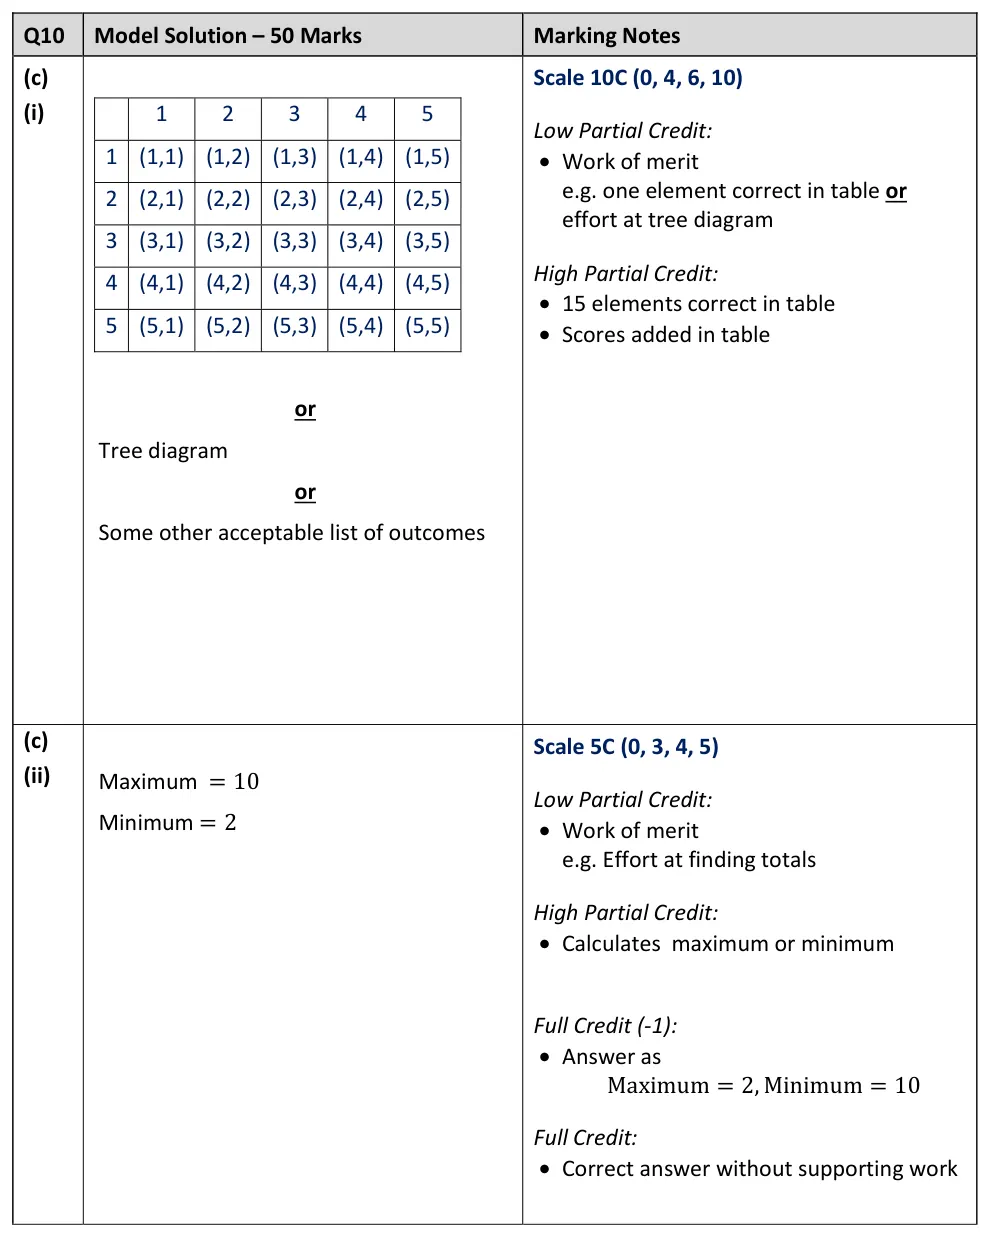 Q10 Model Solution – 50 Marks Marking Notes
(c)
(i)
1 2 3 4 5
1 (1,1) (1,2) (1,3) (1,4) (1,5)
2 (2,1) (2,2) (2,3) (2,4) (2,5)
3 (3,1) (3,2) (3,3) (3,4) (3,5)
4 (4,1) (4,2) (4,3) (4,4) (4,5)
5 (5,1) (5,2) (5,3) (5,4) (5,5)
or
Tree diagram
or
Some other acceptable list of outcomes
Scale 10C (0, 4, 6, 10)
Low Partial Credit:
• Work of merit
e.g. one element correct in table or
effort at tree diagram
High Partial Credit:
• 15 elements correct in table
• Scores added in table
(c)
(ii)
Maximum = 10
Minimum = 2
Scale 5C (0, 3, 4, 5)
Low Partial Credit:
• Work of merit
e.g. Effort at finding totals
High Partial Credit:
• Calculates maximum or minimum
Full Credit (-1):
• Answer as
Maximum = 2, Minimum = 10
Full Credit:
• Correct answer without supporting work